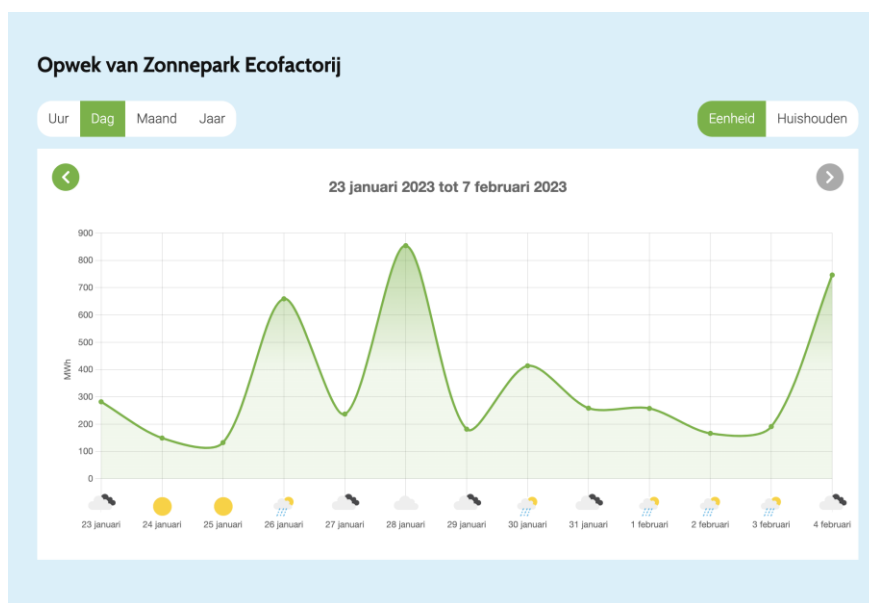 Opwek van Zonnepark Ecofactorij
Uur Dag Maand Jaar Eenheid Huishouden
23 januari 2023 tot 7 februari 2023
900
800
700
600
500
400
300
200
100
0
MWh
23 januari 24 januari 25 januari 26 januari 27 januari 28 januari 29 januari 30 januari 31 januari 1 februari 2 februari 3 februari 4 februari